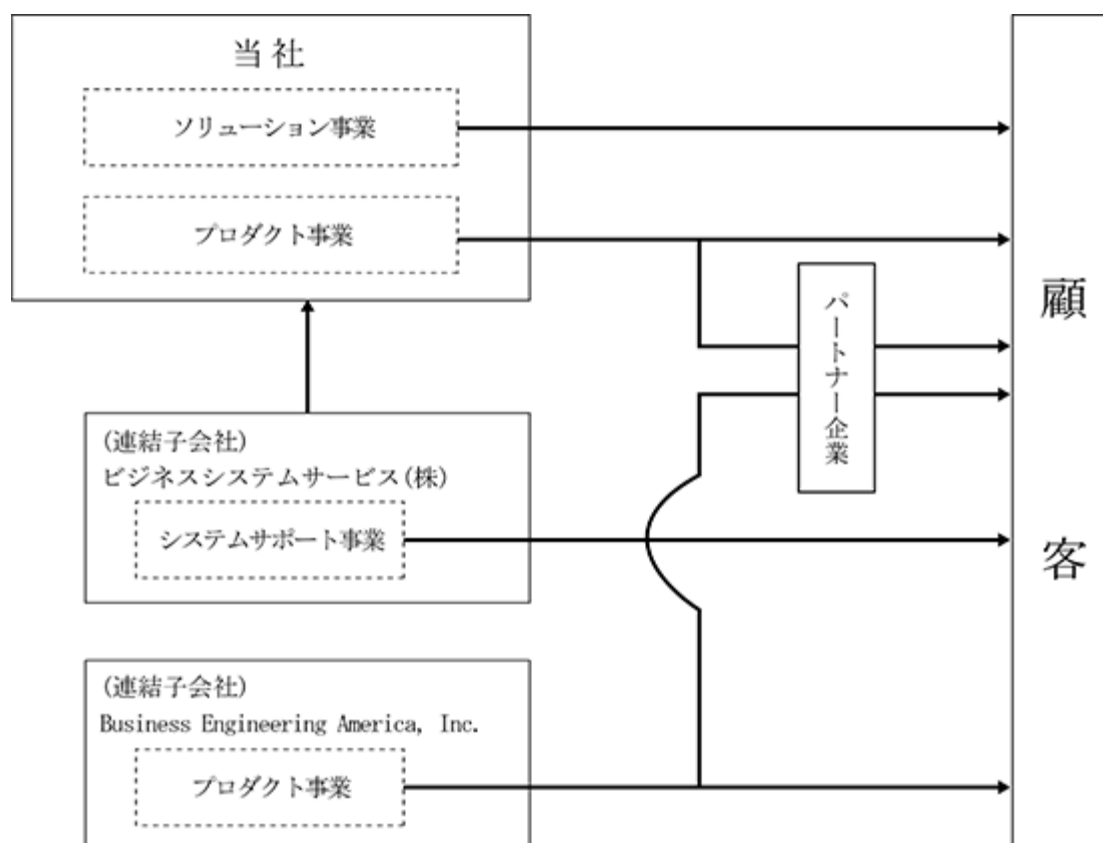 当社
ソリューション事業
プロダクト事業
パートナー企業
顧客
(連結子会社)
ビジネスシステムサービス(株)
システムサポート事業
(連結子会社)
Business Engineering America, Inc.
プロダクト事業